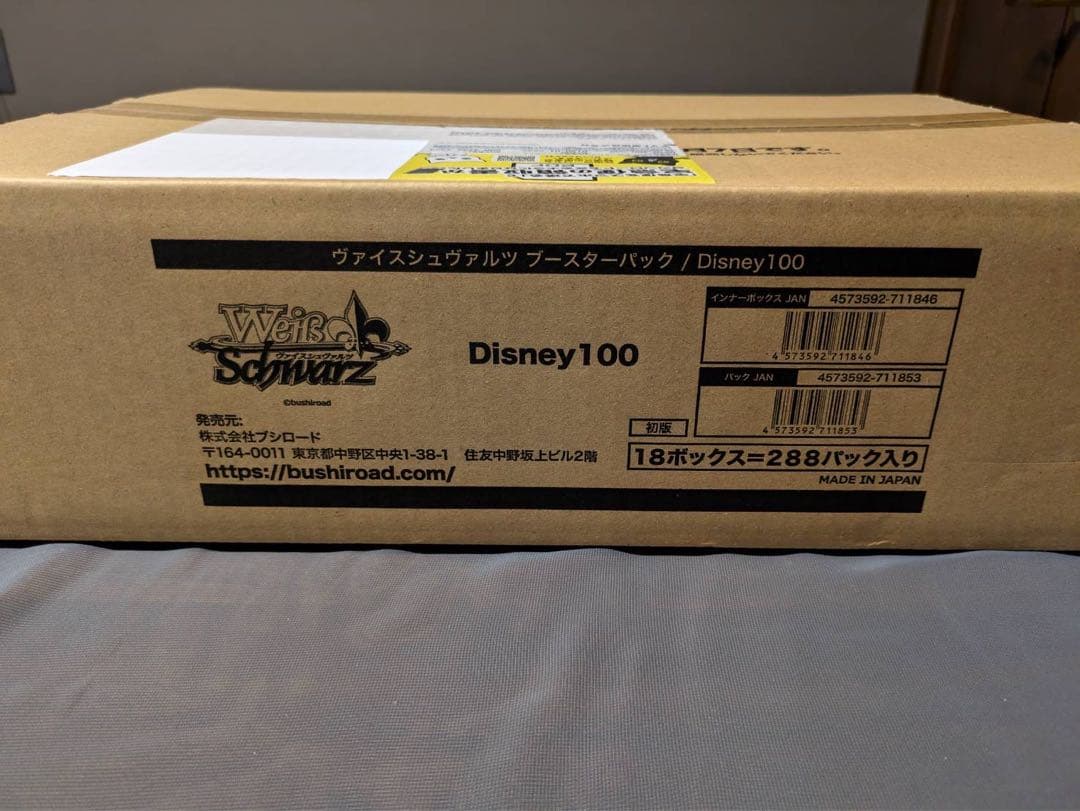 ヴァイスシュヴァルツ ブースターパック / Disney100
Weiß
ヴァイスシュヴァルツ
Schwarz
©bushiroad
Disney100
インナーボックス JAN 4573592-711846
4 573592 711846
パック JAN 4573592-711853
4 573592 711853
発売元:
株式会社ブシロード
〒164-0011 東京都中野区中央1-38-1 住友中野坂上ビル2階
https://bushiroad.com/
初版
18ボックス=288パック入り
MADE IN JAPAN